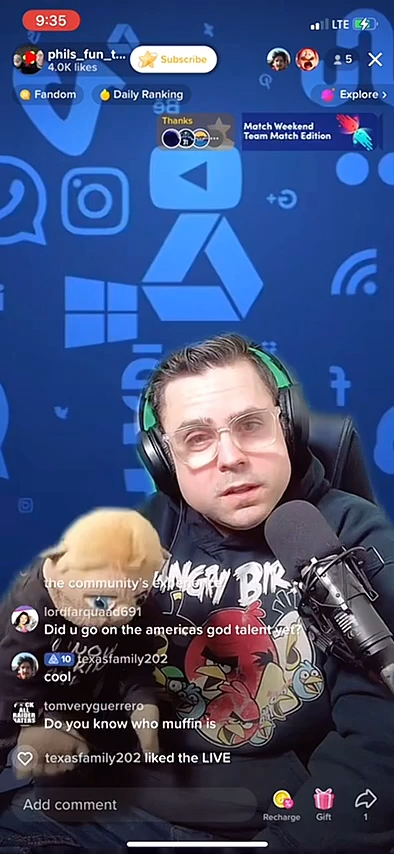 9:35
LTE
phils_fun_t...
4.0K likes
Subscribe
5
Fandom
Daily Ranking
Explore
Thanks
Match Weekend
Team Match Edition
G+
ANGRY BIR
the community's
lordfarquaad691
Did u go on the americas god talent yet?
10 texasfamily202
cool
tomveryguerrero
Do you know who muffin is
texasfamily202 liked the LIVE
Add comment
Recharge
Gift
1